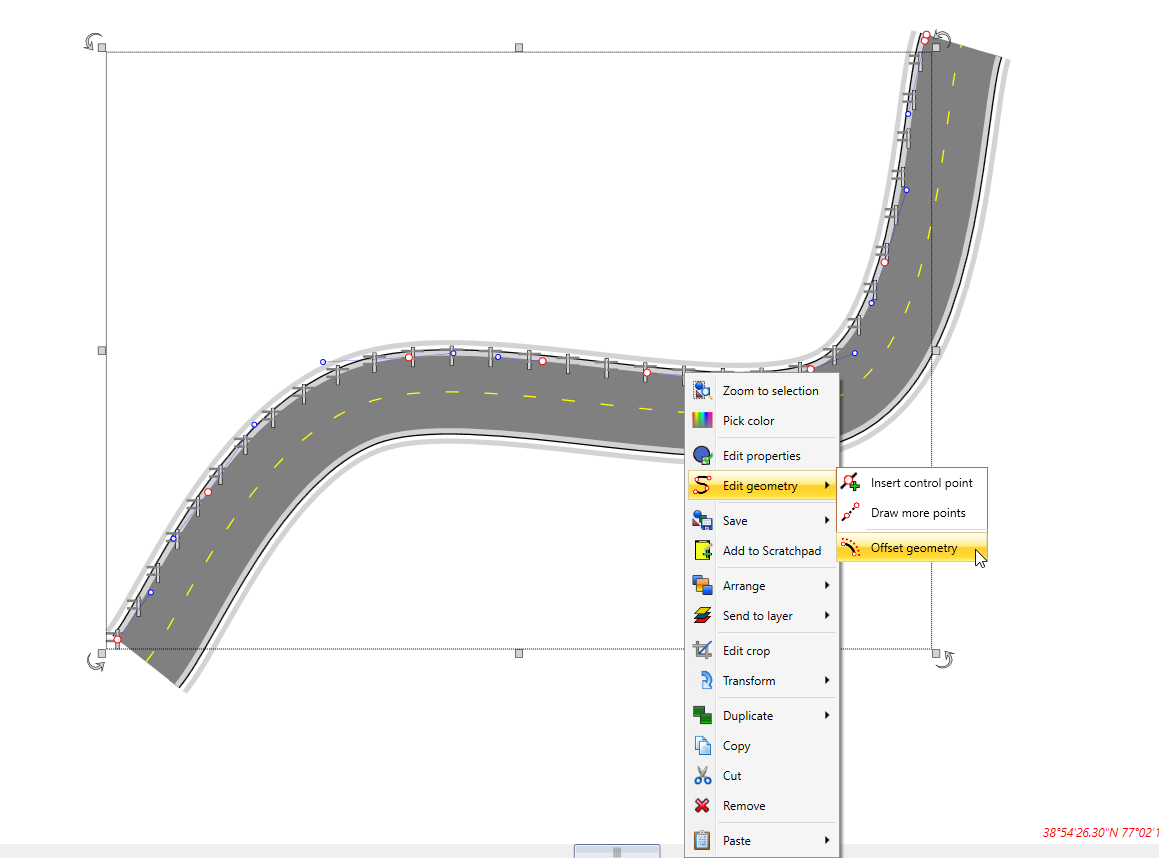 Zoom to selection
Pick color
Edit properties
Edit geometry
Save
Add to Scratchpad
Arrange
Send to layer
Edit crop
Transform
Duplicate
Copy
Cut
Remove
Paste
Insert control point
Draw more points
Offset geometry
38°54'26.30"N 77°02'1